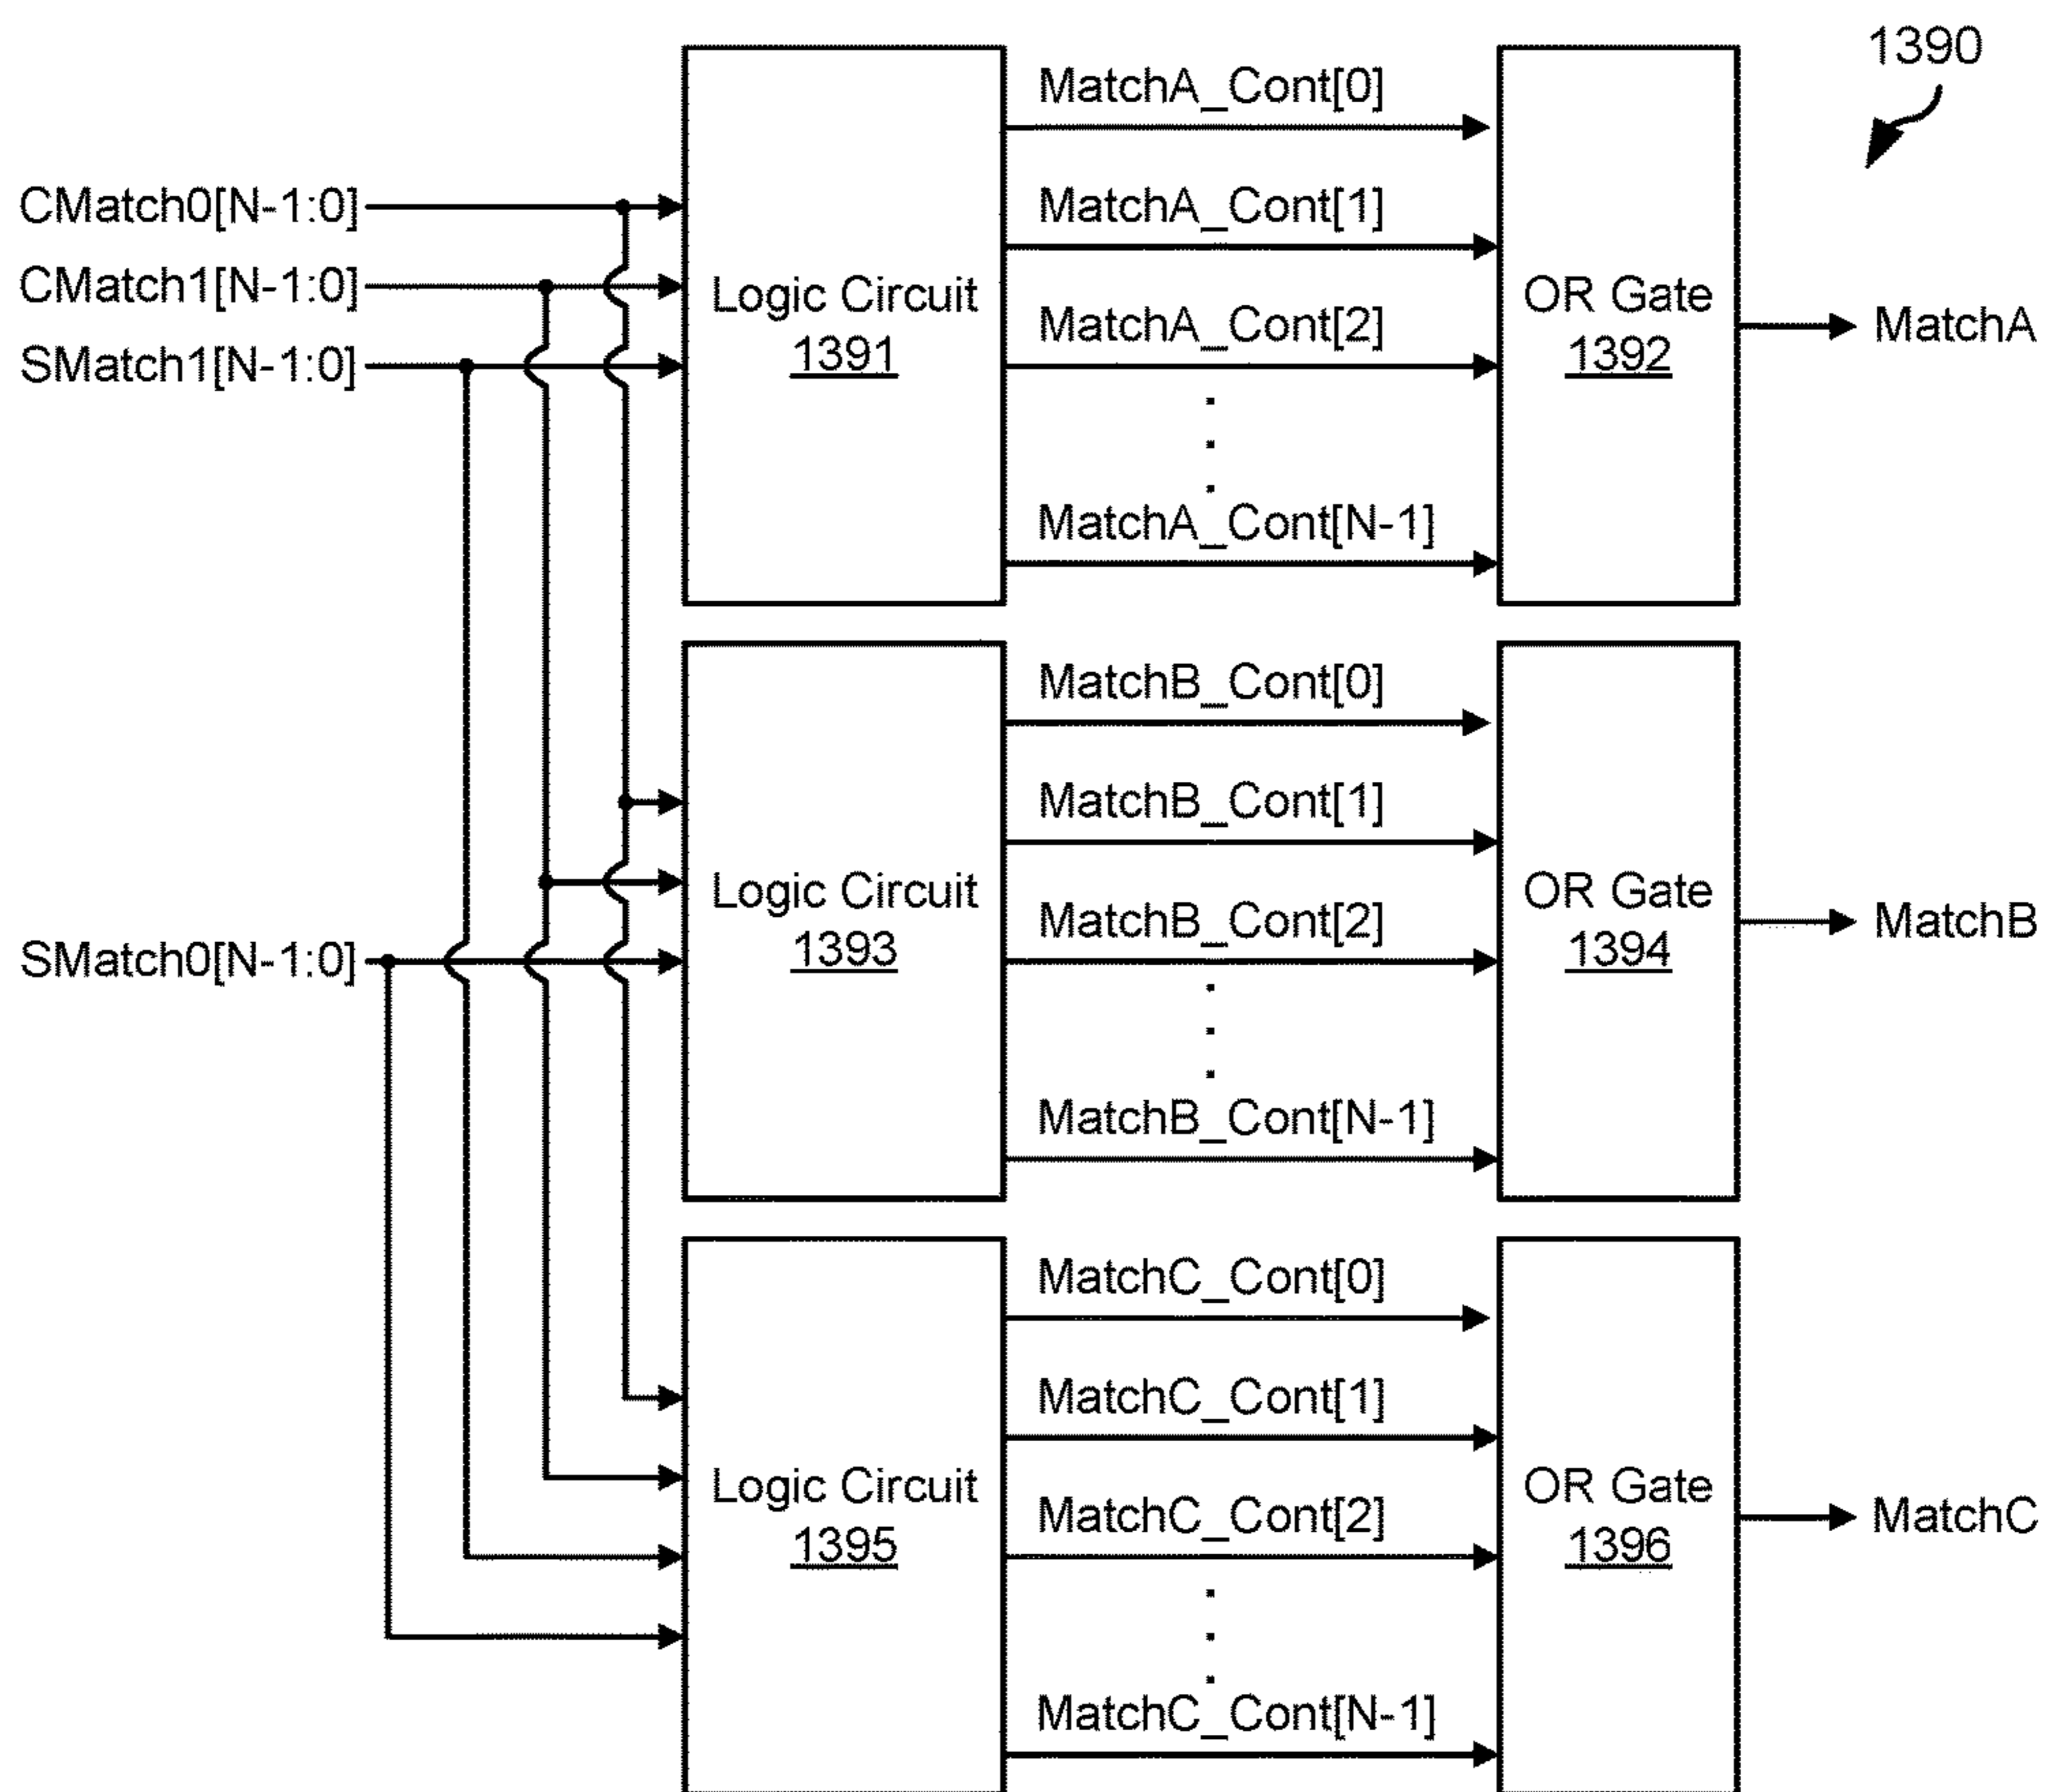 1390
CMatch0[N-1:0]
CMatch1[N-1:0]
SMatch1[N-1:0]
Logic Circuit
1391
MatchA_Cont[0]
MatchA_Cont[1]
MatchA_Cont[2]
MatchA_Cont[N-1]
OR Gate
1392
MatchA
SMatch0[N-1:0]
Logic Circuit
1393
MatchB_Cont[0]
MatchB_Cont[1]
MatchB_Cont[2]
MatchB_Cont[N-1]
OR Gate
1394
MatchB
Logic Circuit
1395
MatchC_Cont[0]
MatchC_Cont[1]
MatchC_Cont[2]
MatchC_Cont[N-1]
OR Gate
1396
MatchC